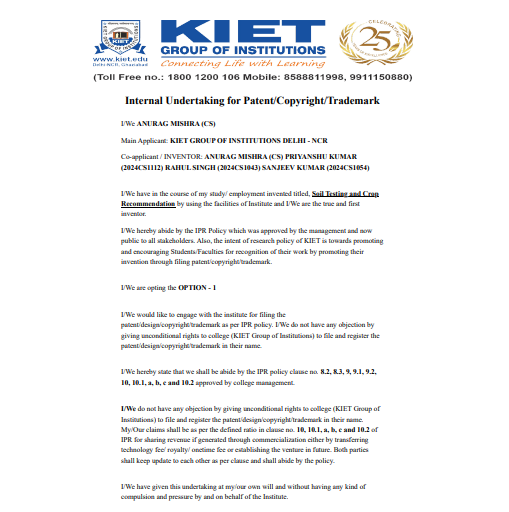 KIET
GROUP OF INSTITUTIONS
Connecting Life with Learning
KIET
www.kiet.edu
Delhi-NCR, Ghaziabad
CELEBRATING
25
(Toll Free no.: 1800 1200 106 Mobile: 8588811998, 9911150880)
Internal Undertaking for Patent/Copyright/Trademark
I/We ANURAG MISHRA (CS)
Main Applicant: KIET GROUP OF INSTITUTIONS DELHI - NCR
Co-applicant / INVENTOR: ANURAG MISHRA (CS) PRIYANSHU KUMAR
(2024CS1112) RAHUL SINGH (2024CS1043) SANJEEV KUMAR (2024CS1054)
I/We have in the course of my study/ employment invented titled, Soil Testing and Crop
Recommendation by using the facilities of Institute and I/We are the true and first
inventor.
I/We hereby abide by the IPR Policy which was approved by the management and now
public to all stakeholders. Also, the intent of research policy of KIET is towards promoting
and encouraging Students/Faculties for recognition of their work by promoting their
invention through filing patent/copyright/trademark.
I/We are opting the OPTION - 1
I/We would like to engage with the institute for filing the
patent/design/copyright/trademark as per IPR policy. I/We do not have any objection by
giving unconditional rights to college (KIET Group of Institutions) to file and register the
patent/design/copyright/trademark in their name.
I/We hereby state that we shall be abide by the IPR policy clause no. 8.2, 8.3, 9, 9.1, 9.2,
10, 10.1, a, b, c and 10.2 approved by college management.
I/We do not have any objection by giving unconditional rights to college (KIET Group of
Institutions) to file and register the patent/design/copyright/trademark in their name.
My/Our claims shall be as per the defined ratio in clause no. 10, 10.1, a, b, c and 10.2 of
IPR for sharing revenue if generated through commercialization either by transferring
technology fee/ royalty/ onetime fee or establishing the venture in future. Both parties
shall keep update to each other as per clause and shall abide by the policy.
I/We have given this undertaking at my/our own will and without having any kind of
compulsion and pressure by and on behalf of the Institute.